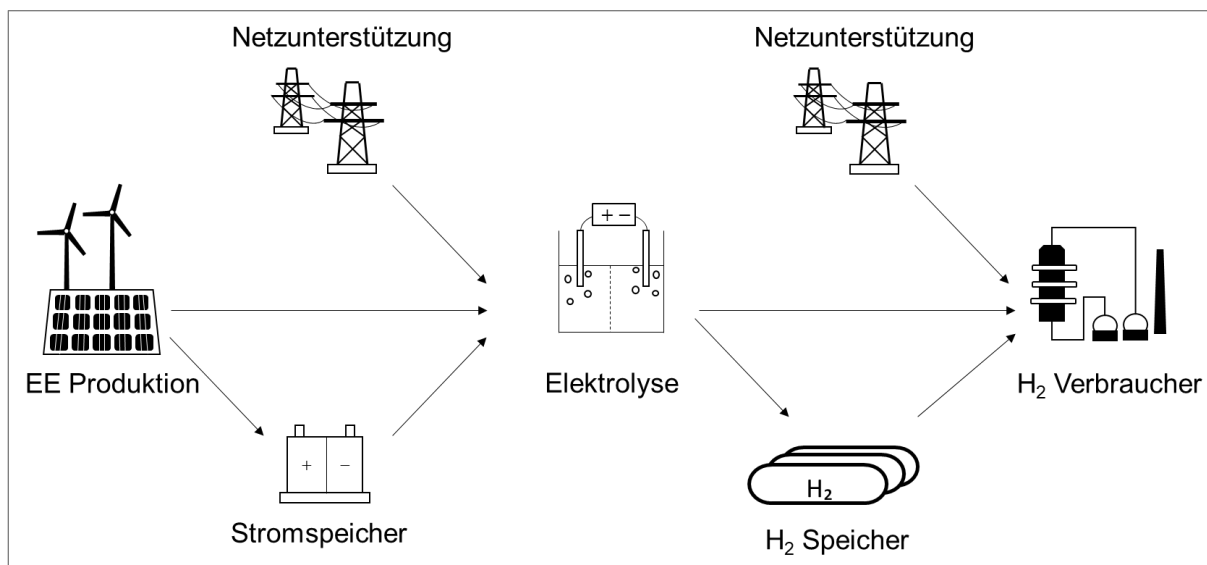 Netzunterstützung
Netzunterstützung
+ −
EE Produktion
Elektrolyse
H₂ Verbraucher
+ −
H₂
Stromspeicher
H₂ Speicher